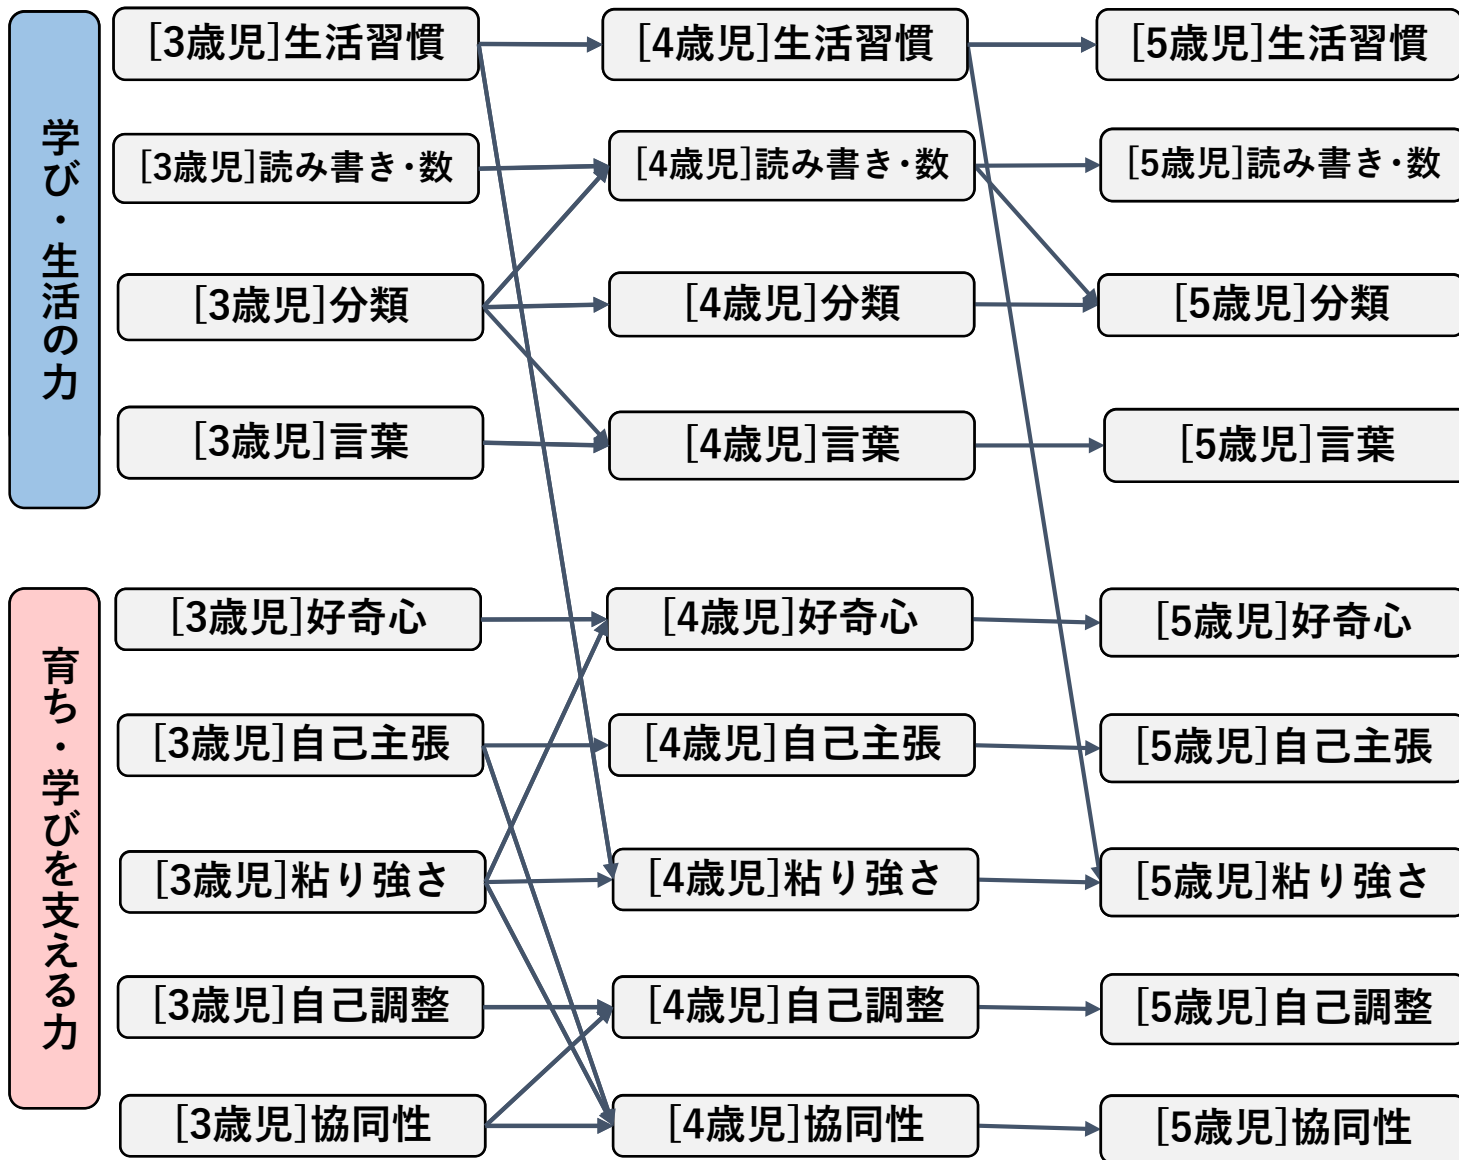 学び・生活の力
[3歳児]生活習慣
[4歳児]生活習慣
[5歳児]生活習慣
[3歳児]読み書き・数
[4歳児]読み書き・数
[5歳児]読み書き・数
[3歳児]分類
[4歳児]分類
[5歳児]分類
[3歳児]言葉
[4歳児]言葉
[5歳児]言葉
育ち・学びを支える力
[3歳児]好奇心
[4歳児]好奇心
[5歳児]好奇心
[3歳児]自己主張
[4歳児]自己主張
[5歳児]自己主張
[3歳児]粘り強さ
[4歳児]粘り強さ
[5歳児]粘り強さ
[3歳児]自己調整
[4歳児]自己調整
[5歳児]自己調整
[3歳児]協同性
[4歳児]協同性
[5歳児]協同性